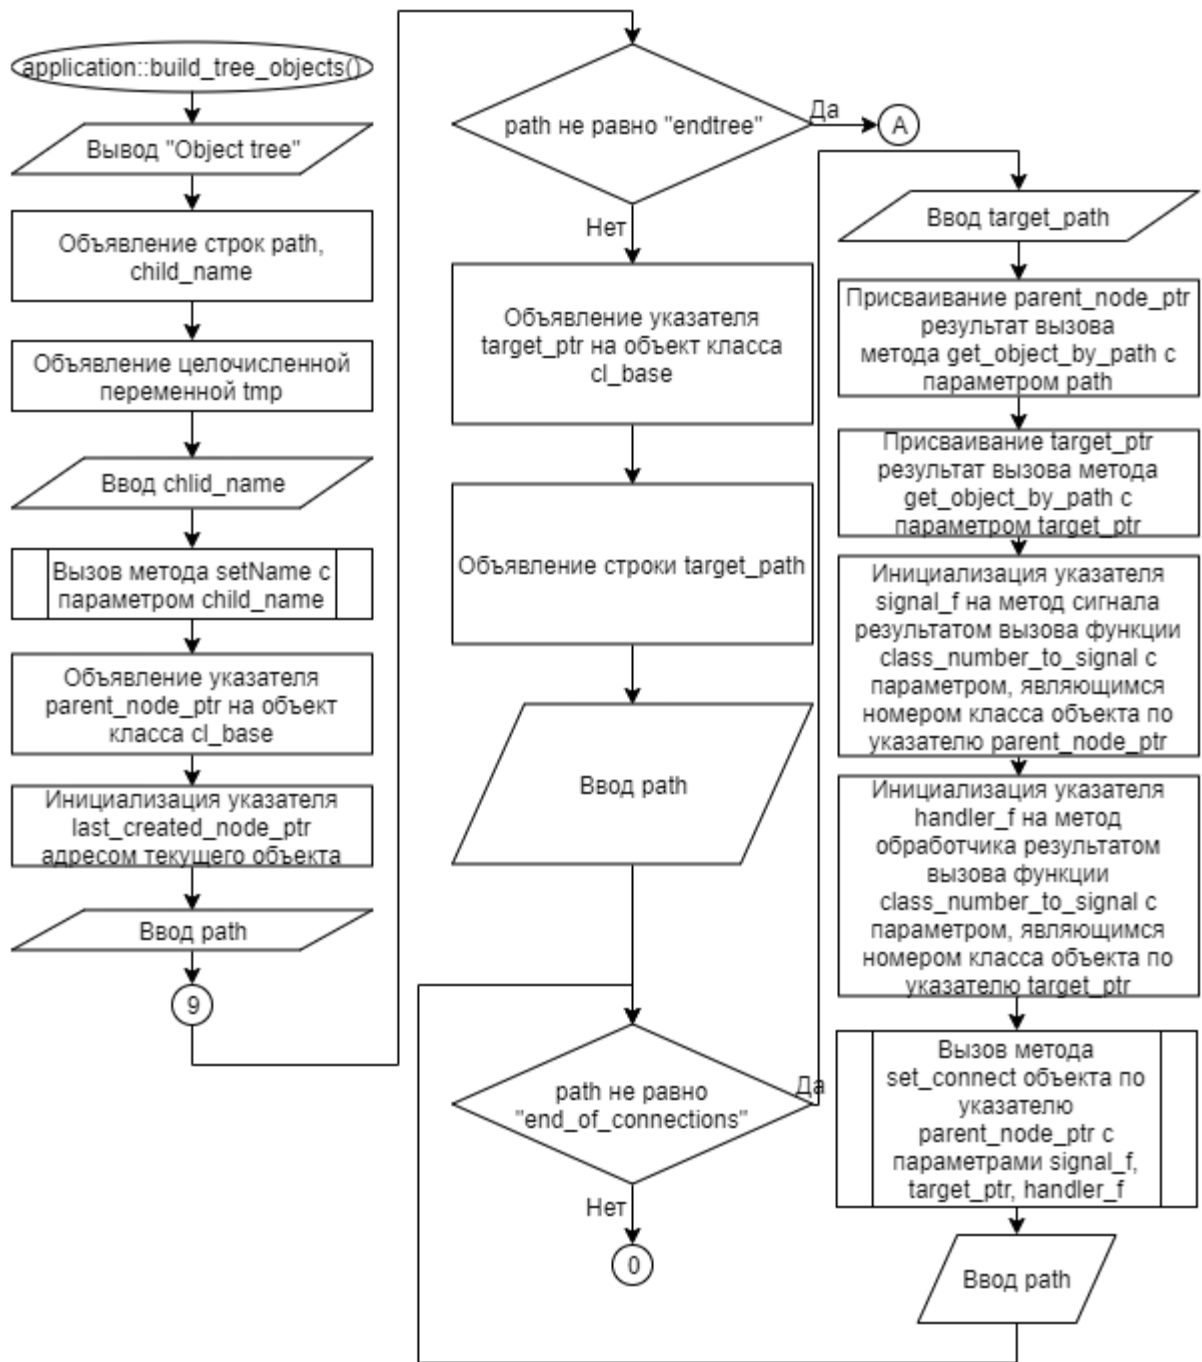 application::build_tree_objects()
Вывод "Object tree"
Объявление строк path,
child_name
Объявление целочисленной
переменной tmp
Ввод chlid_name
Вызов метода setName с
параметром child_name
Объявление указателя
parent_node_ptr на объект
класса cl_base
Инициализация указателя
last_created_node_ptr
адресом текущего объекта
Ввод path
9
path не равно "endtree"
Да
A
Нет
Объявление указателя
target_ptr на объект класса
cl_base
Объявление строки target_path
Ввод path
path не равно
"end_of_connections"
Да
Нет
0
Ввод target_path
Присваивание parent_node_ptr
результат вызова
метода get_object_by_path с
параметром path
Присваивание target_ptr
результат вызова метода
get_object_by_path с
параметром target_ptr
Инициализация указателя
signal_f на метод сигнала
результатом вызова функции
class_number_to_signal с
параметром, являющимся
номером класса объекта по
указателю parent_node_ptr
Инициализация указателя
handler_f на метод
обработчика результатом
вызова функции
class_number_to_signal с
параметром, являющимся
номером класса объекта по
указателю target_ptr
Вызов метода
set_connect объекта по
указателю
parent_node_ptr с
параметрами signal_f,
target_ptr, handler_f
Ввод path